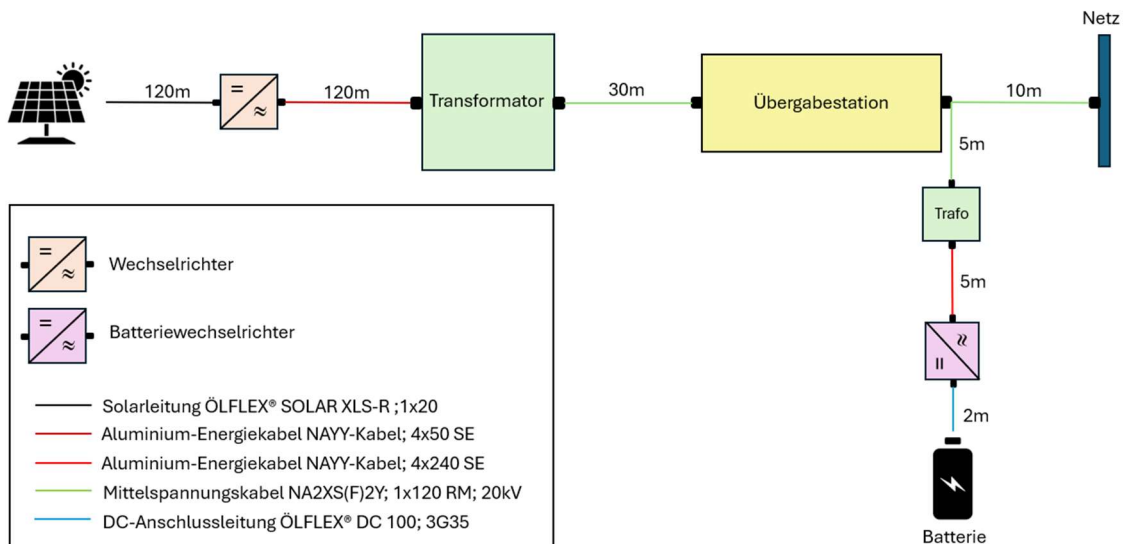 Netz
120m
=
≈
120m
Transformator
30m
Übergabestation
10m
5m
Trafo
5m
≈
=
2m
Batterie
=
≈
Wechselrichter
=
≈
Batteriewechselrichter
Solarleitung ÖLFLEX® SOLAR XLS-R ;1x20
Aluminium-Energiekabel NAYY-Kabel; 4x50 SE
Aluminium-Energiekabel NAYY-Kabel; 4x240 SE
Mittelspannungskabel NA2XS(F)2Y; 1x120 RM; 20kV
DC-Anschlussleitung ÖLFLEX® DC 100; 3G35